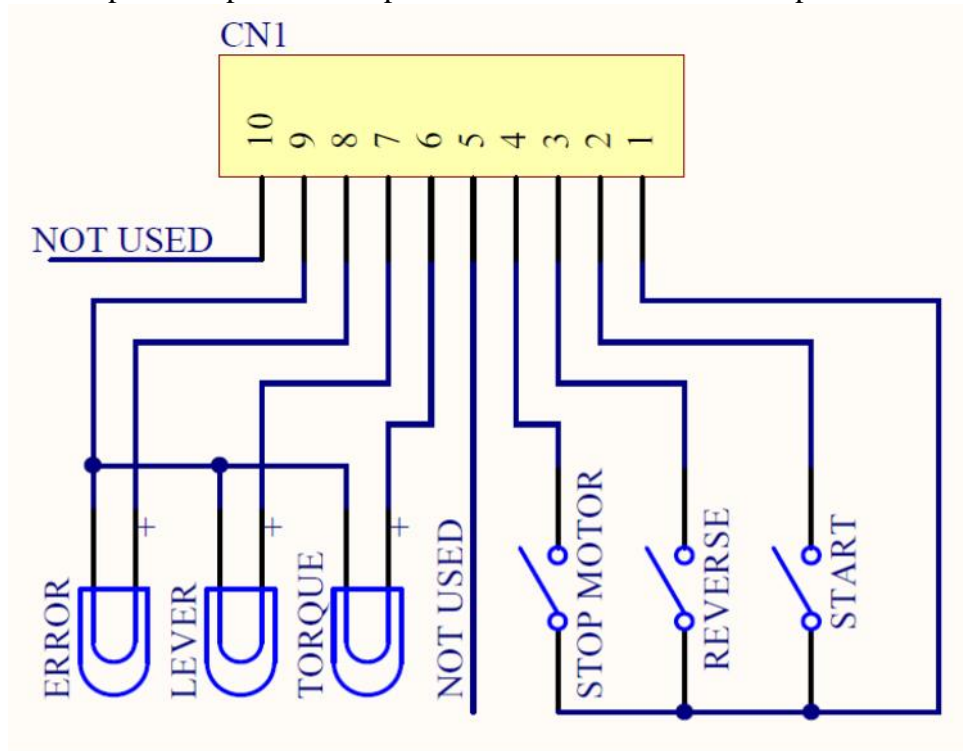 CN1
10
9
8
7
6
5
4
3
2
1
NOT USED
+
+
+
ERROR
LEVER
TORQUE
NOT USED
STOP MOTOR
REVERSE
START